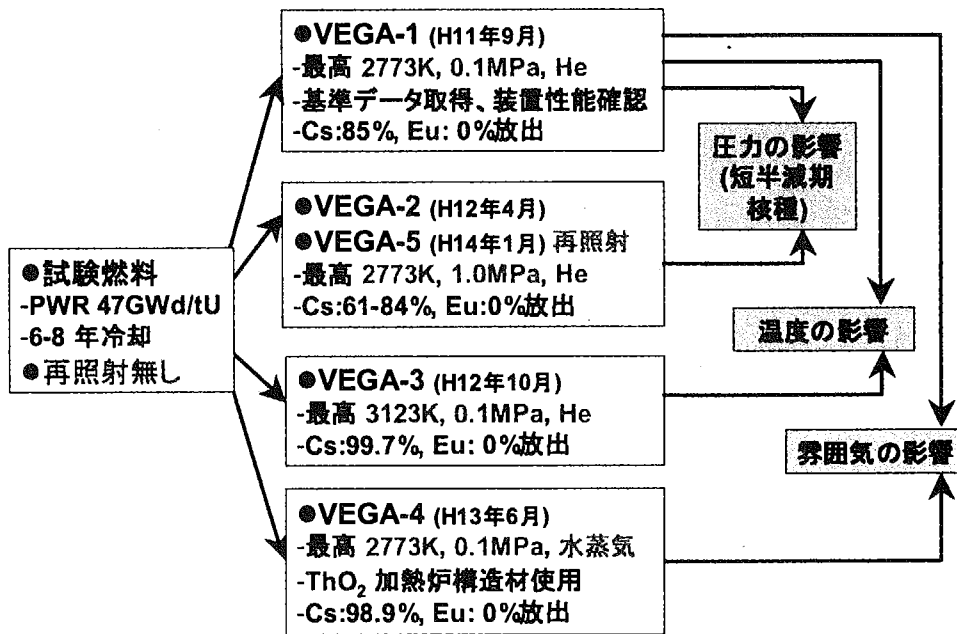 ●試験燃料
-PWR 47GWd/tU
-6-8 年冷却
●再照射無し
●VEGA-1 (H11年9月)
-最高 2773K, 0.1MPa, He
-基準データ取得、装置性能確認
-Cs:85%, Eu: 0%放出
●VEGA-2 (H12年4月)
●VEGA-5 (H14年1月) 再照射
-最高 2773K, 1.0MPa, He
-Cs:61-84%, Eu:0%放出
●VEGA-3 (H12年10月)
-最高 3123K, 0.1MPa, He
-Cs:99.7%, Eu: 0%放出
●VEGA-4 (H13年6月)
-最高 2773K, 0.1MPa, 水蒸気
-ThO₂ 加熱炉構造材使用
-Cs:98.9%, Eu: 0%放出
圧力の影響
(短半減期
核種)
温度の影響
雰囲気の影響